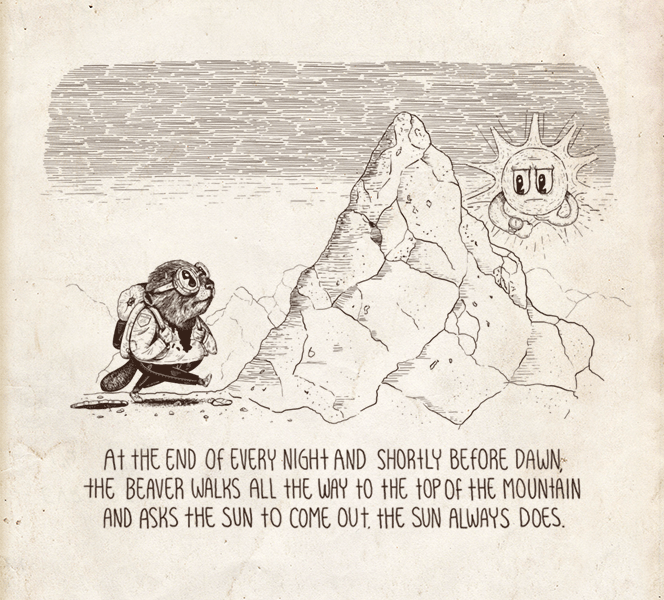 At the end of every night and shortly before dawn,
the beaver walks all the way to the top of the mountain
and asks the sun to come out. The sun always does.